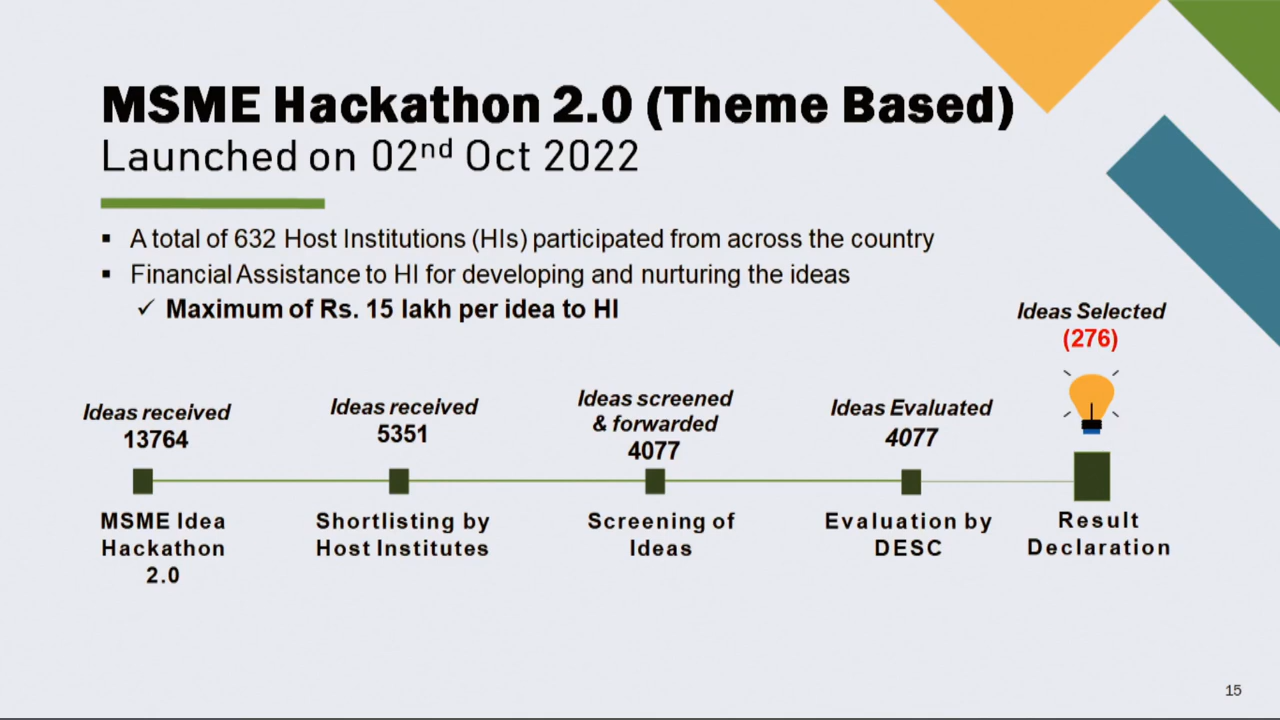 MSME Hackathon 2.0 (Theme Based)
Launched on 02nd Oct 2022
▪ A total of 632 Host Institutions (HIs) participated from across the country
▪ Financial Assistance to HI for developing and nurturing the ideas
✓ Maximum of Rs. 15 lakh per idea to HI
Ideas received
13764
MSME Idea
Hackathon
2.0
Ideas received
5351
Shortlisting by
Host Institutes
Ideas screened
& forwarded
4077
Screening of
Ideas
Ideas Evaluated
4077
Evaluation by
DESC
Ideas Selected
(276)
Result
Declaration
15